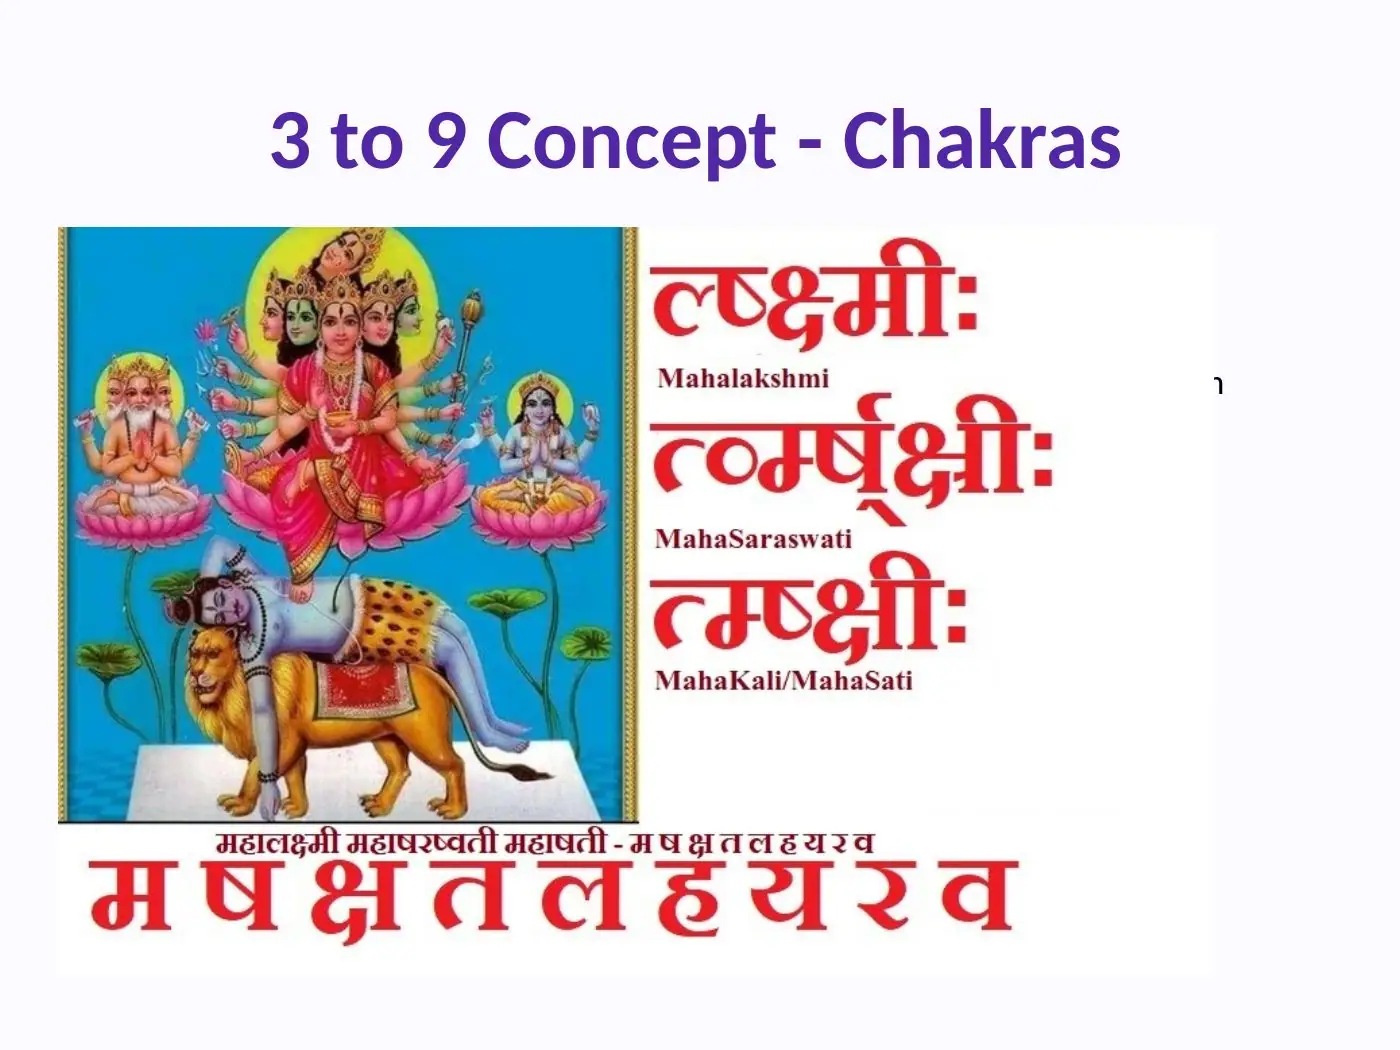 3 to 9 Concept - Chakras
ल्ष्क्ष्मीः
Mahalakshmi
n
MahaSaraswati
त्म्ष्क्षीः
MahaKali/MahaSati
महालक्ष्मी महाषरष्वती महाषती - म ष क्ष त ल ह य र व
म ष क्ष त ल ह य र व